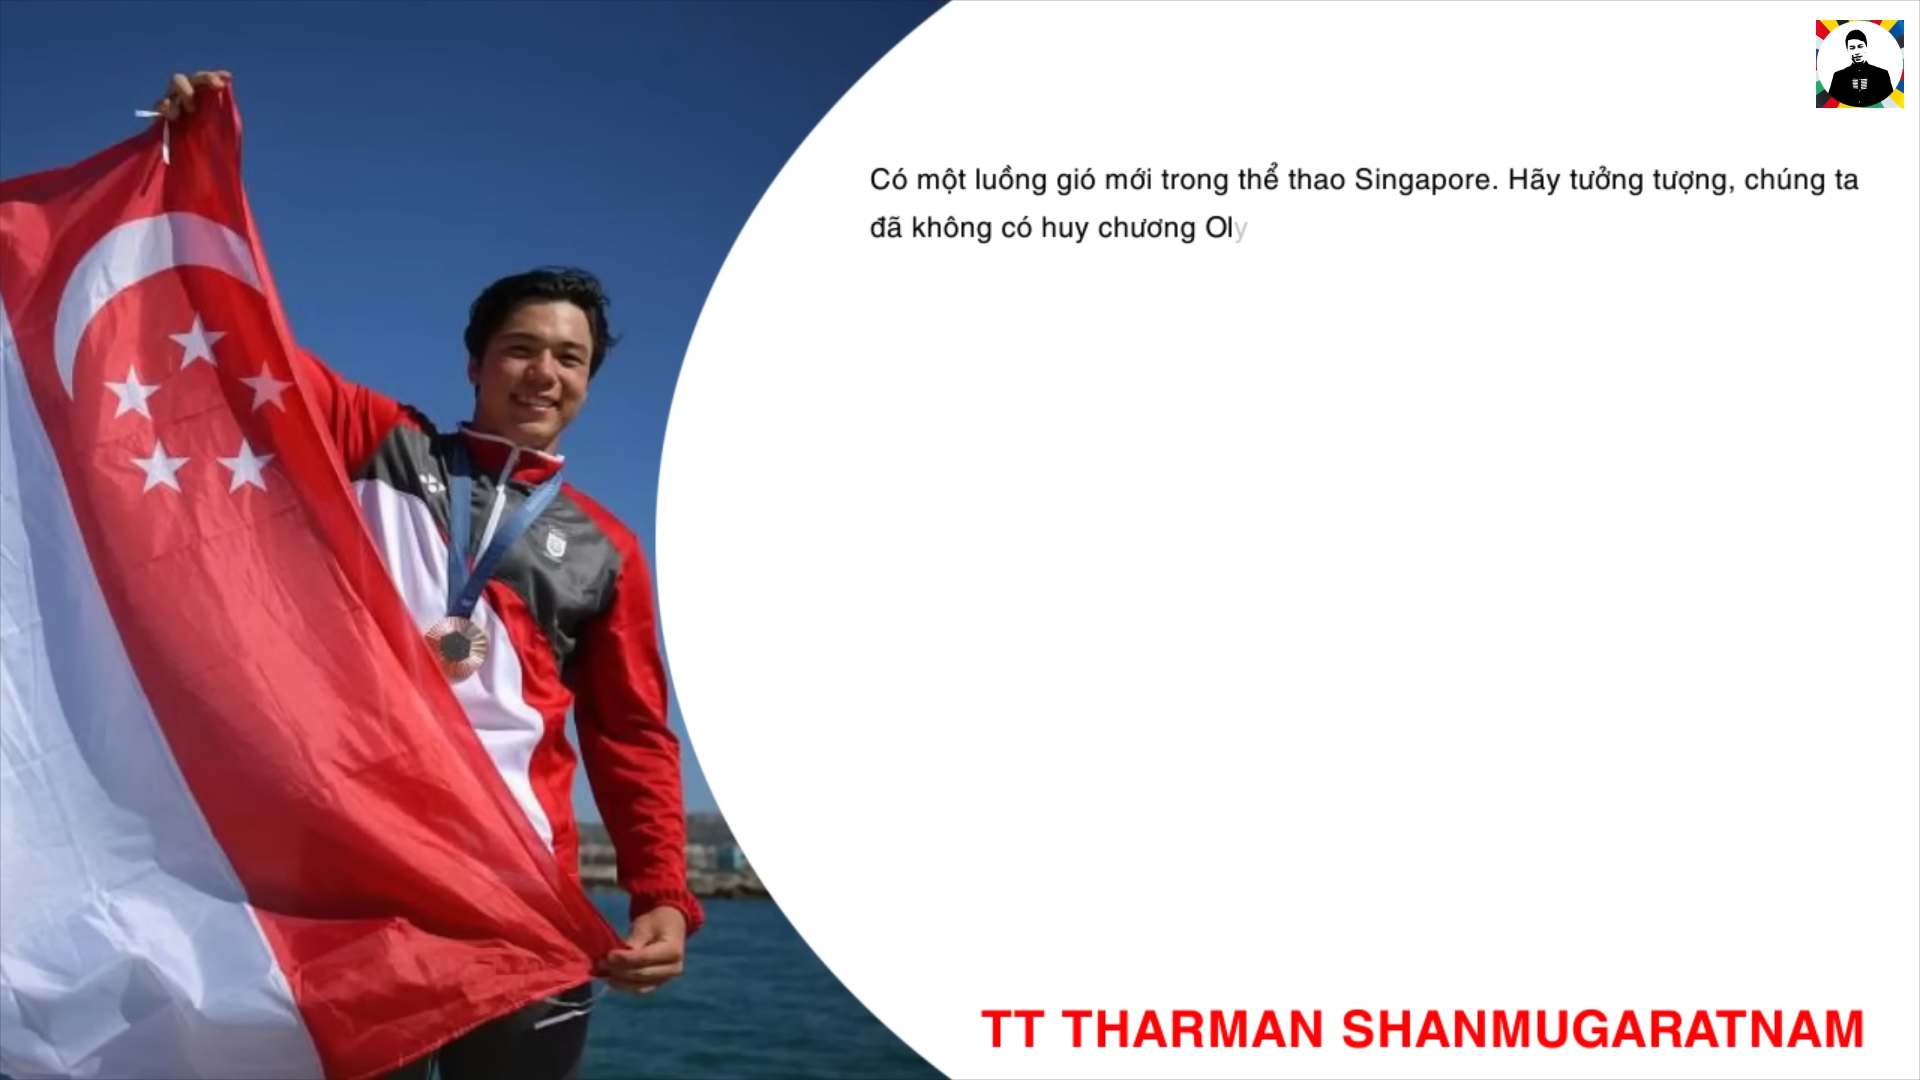 Có một luồng gió mới trong thể thao Singapore. Hãy tưởng tượng, chúng ta
đã không có huy chương Oly
TT THARMAN SHANMUGARATNAM